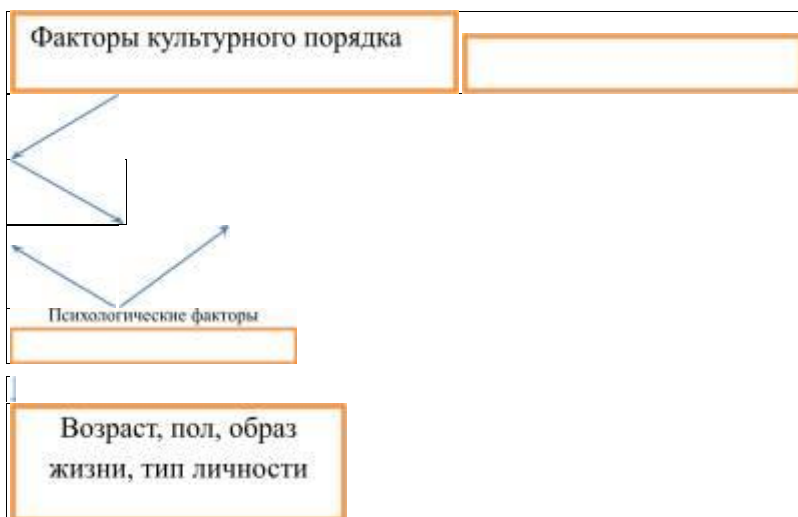 Факторы культурного порядка
Психологические факторы
Возраст, пол, образ
жизни, тип личности